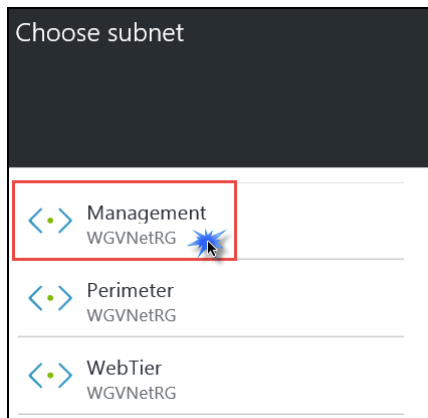 Choose subnet
Management
WGVNetRG
Perimeter
WGVNetRG
WebTier
WGVNetRG